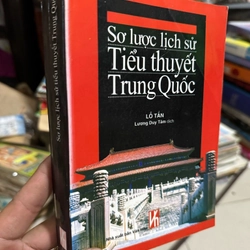 Sơ lược lịch sử
Tiểu thuyết
Trung Quốc
LỖ TẤN
Lương Duy Tâm dịch
Sơ lược lịch sử tiểu thuyết Trung Quốc